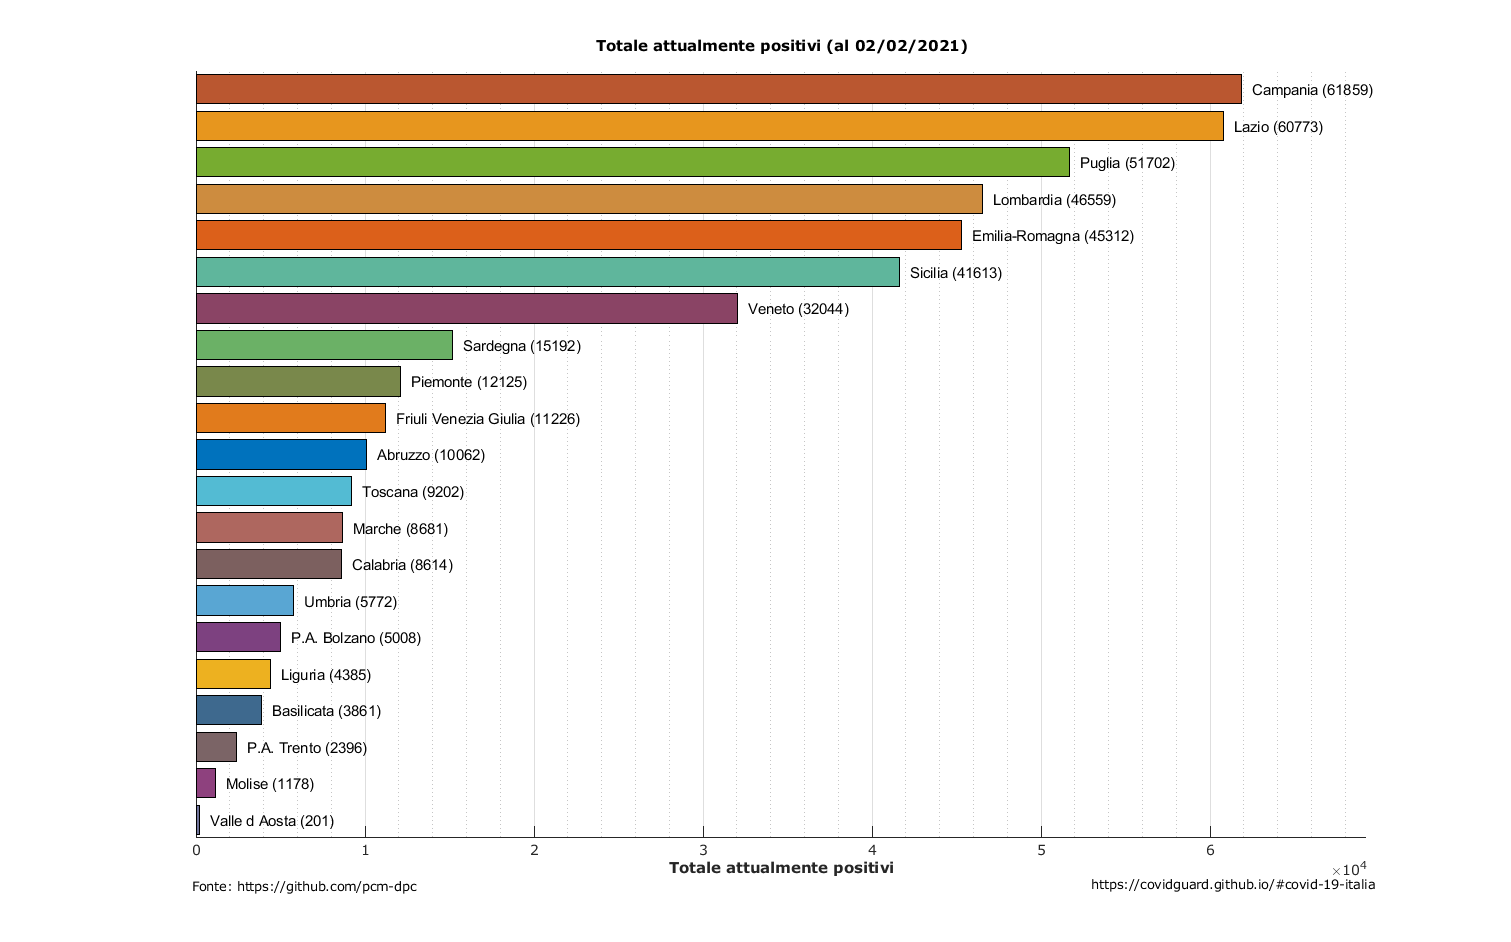 Totale attualmente positivi (al 02/02/2021)
Campania (61859)
Lazio (60773)
Puglia (51702)
Lombardia (46559)
Emilia-Romagna (45312)
Sicilia (41613)
Veneto (32044)
Sardegna (15192)
Piemonte (12125)
Friuli Venezia Giulia (11226)
Abruzzo (10062)
Toscana (9202)
Marche (8681)
Calabria (8614)
Umbria (5772)
P.A. Bolzano (5008)
Liguria (4385)
Basilicata (3861)
P.A. Trento (2396)
Molise (1178)
Valle d Aosta (201)
0 1 2 3 4 5 6
×10⁴
Totale attualmente positivi
Fonte: https://github.com/pcm-dpc
https://covidguard.github.io/#covid-19-italia